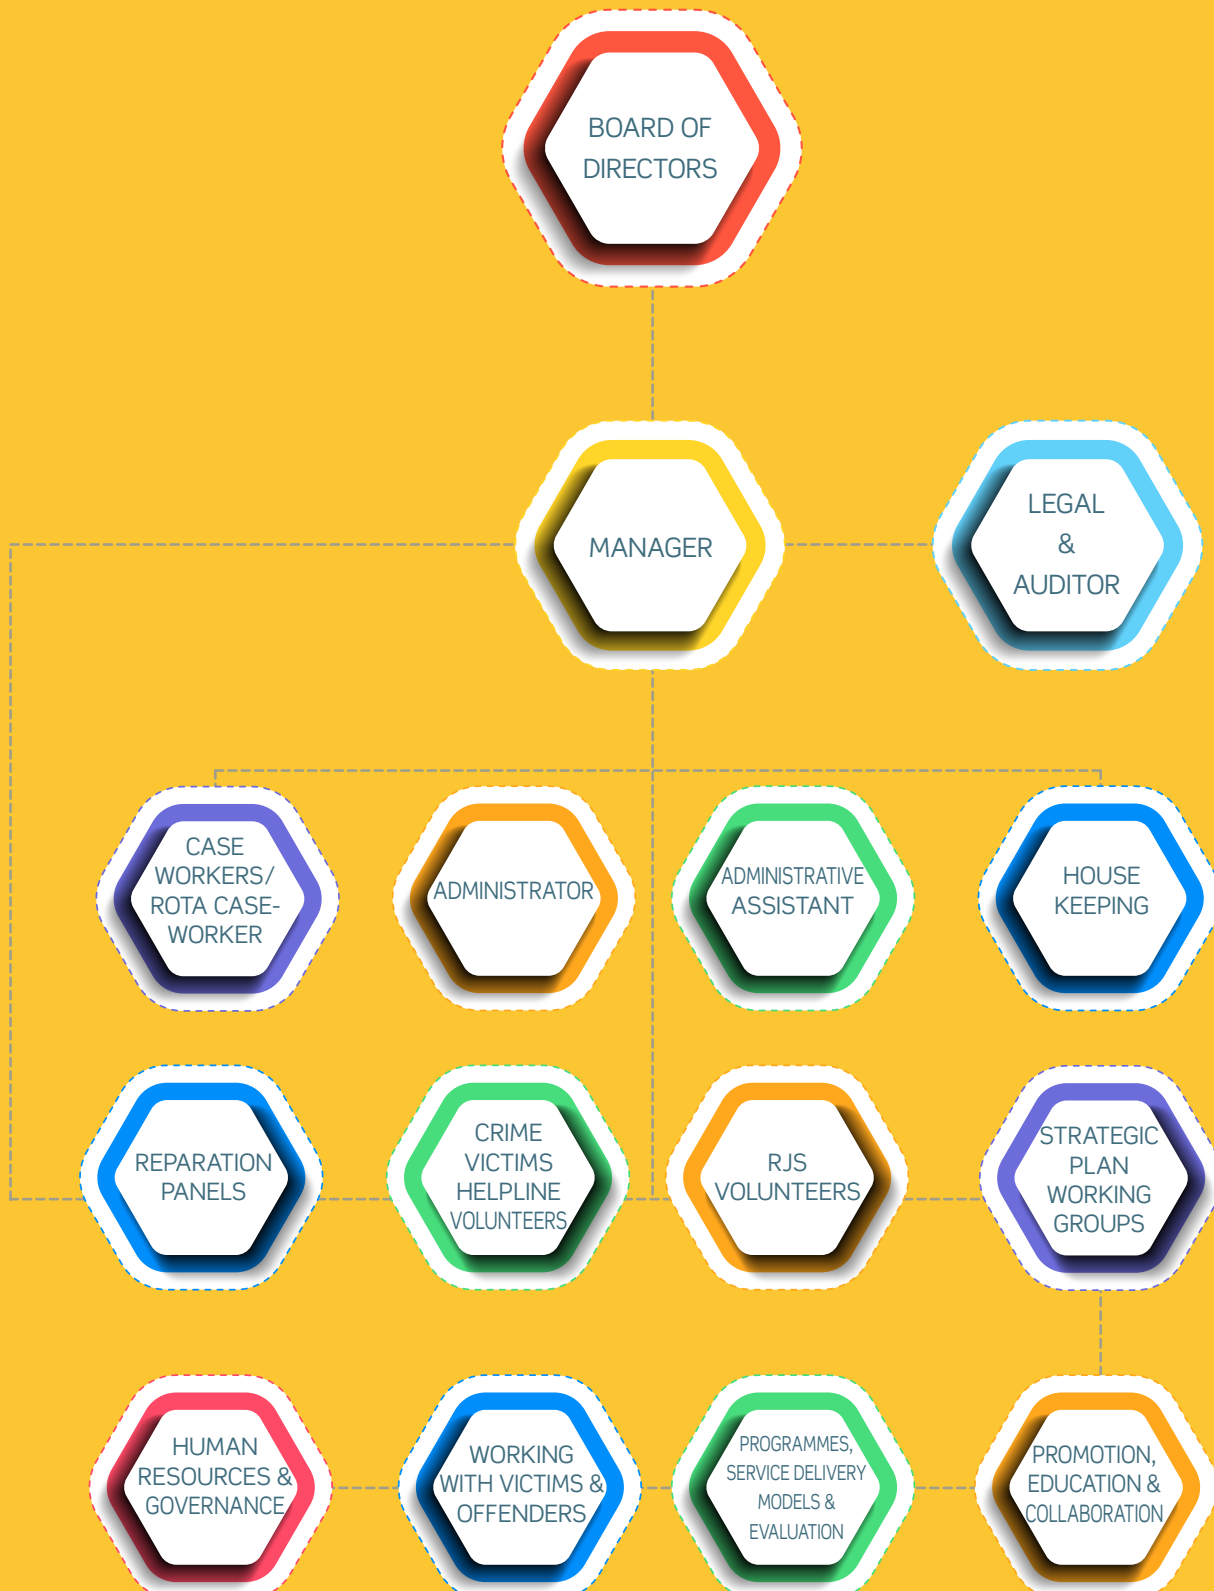 BOARD OF
DIRECTORS
MANAGER
LEGAL
&
AUDITOR
CASE
WORKERS/
ROTA CASE-
WORKER
ADMINISTRATOR
ADMINISTRATIVE
ASSISTANT
HOUSE
KEEPING
REPARATION
PANELS
CRIME
VICTIMS
HELPLINE
VOLUNTEERS
RJS
VOLUNTEERS
STRATEGIC
PLAN
WORKING
GROUPS
HUMAN
RESOURCES &
GOVERNANCE
WORKING
WITH VICTIMS &
OFFENDERS
PROGRAMMES,
SERVICE DELIVERY
MODELS &
EVALUATION
PROMOTION,
EDUCATION &
COLLABORATION